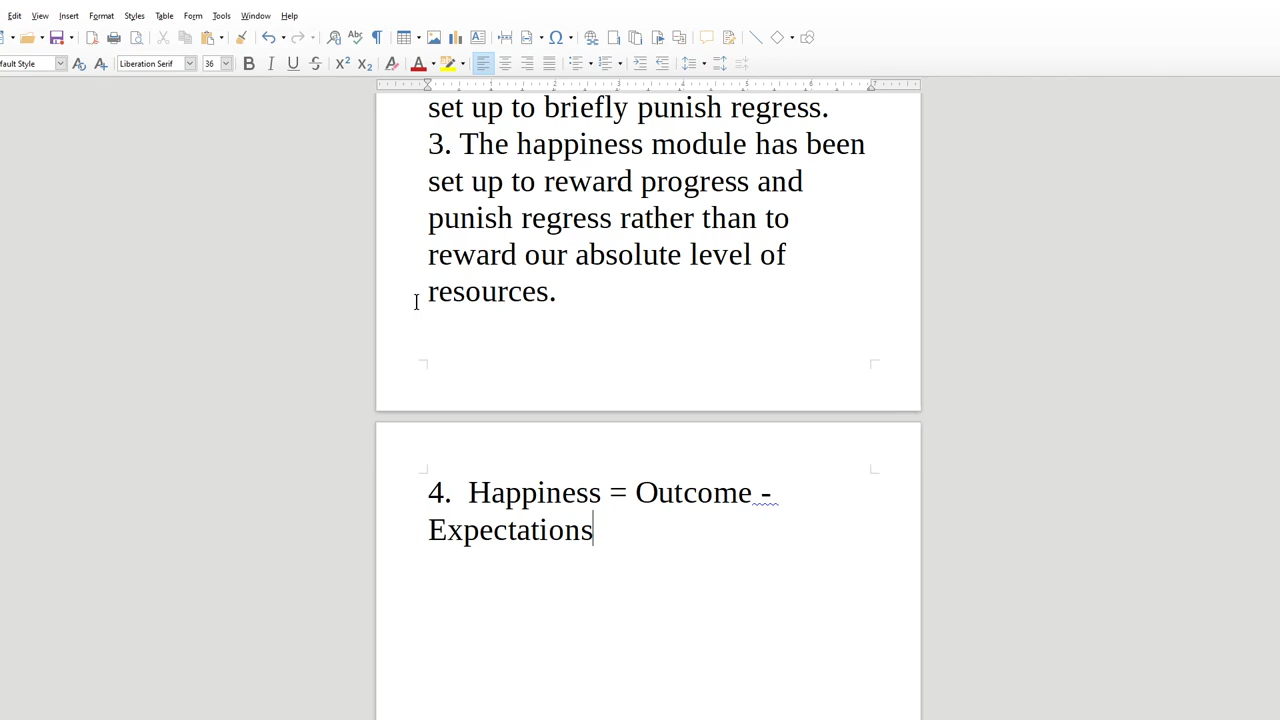 Edit View Insert Format Styles Table Form Tools Window Help
fault Style Liberation Serif
set up to briefly punish regress.
3. The happiness module has been
set up to reward progress and
punish regress rather than to
reward our absolute level of
resources.
4. Happiness = Outcome -
Expectations